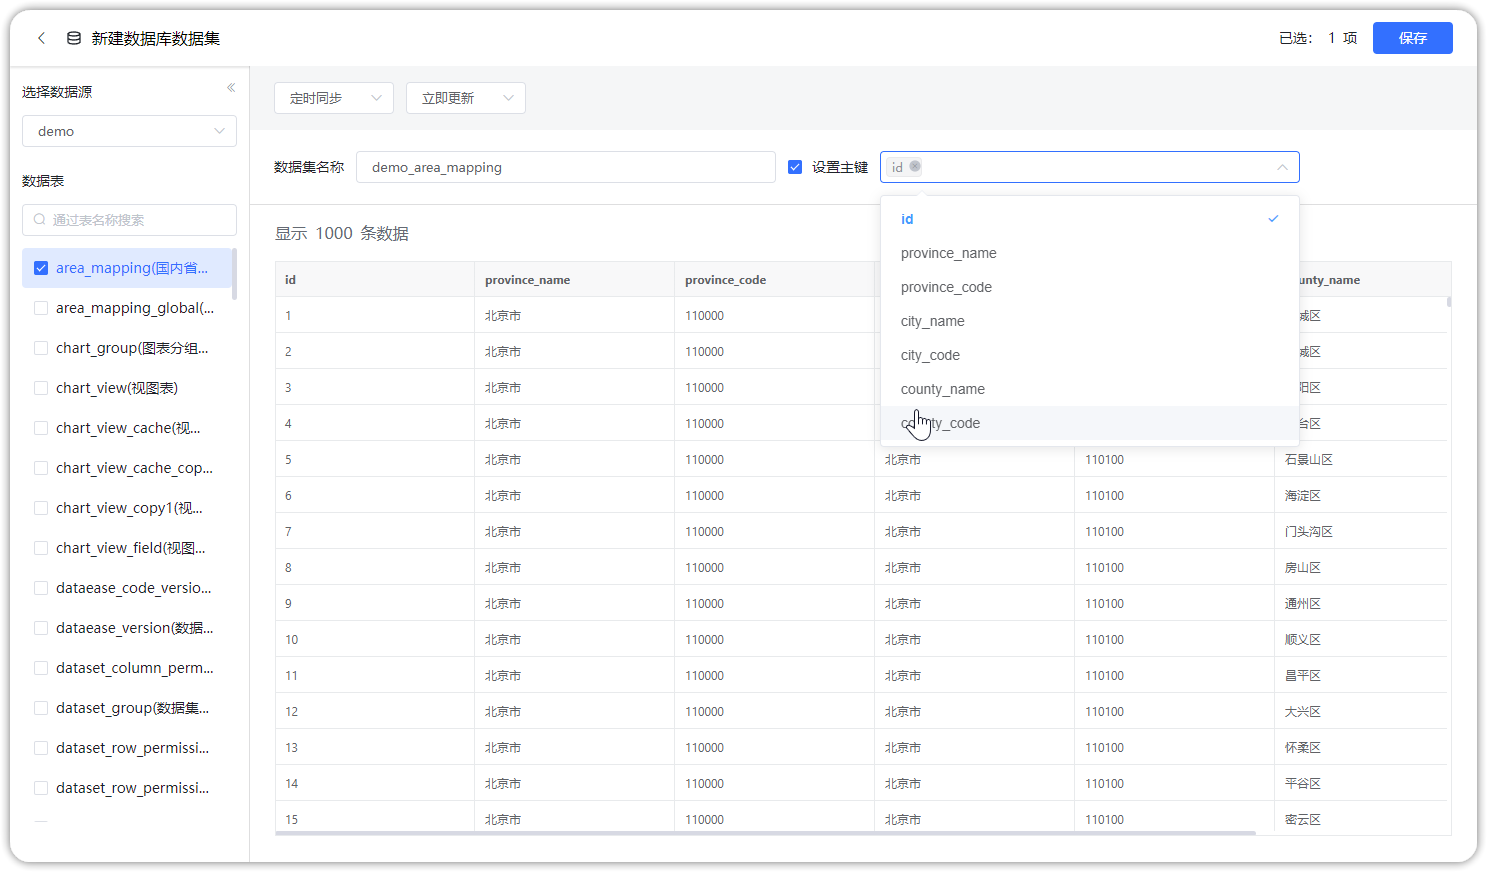 新建数据库数据集
已选： 1 项
保存
选择数据源
demo
数据表
通过表名称搜索
area_mapping(国内省...
area_mapping_global(...
chart_group(图表分组...
chart_view(视图表)
chart_view_cache(视...
chart_view_cache_cop...
chart_view_copy1(视...
chart_view_field(视图...
dataease_code_versio...
dataease_version(数据...
dataset_column_perm...
dataset_group(数据集...
dataset_row_permissi...
dataset_row_permissi...
定时同步 立即更新
数据集名称 demo_area_mapping 设置主键 id
id
province_name
province_code
city_name
city_code
county_name
显示 1000 条数据
id province_name province_code unty_name
1 北京市 110000 城区
2 北京市 110000 城区
3 北京市 110000 阳区
4 北京市 110000 台区
5 北京市 110000 北京市 110100 石景山区
6 北京市 110000 北京市 110100 海淀区
7 北京市 110000 北京市 110100 门头沟区
8 北京市 110000 北京市 110100 房山区
9 北京市 110000 北京市 110100 通州区
10 北京市 110000 北京市 110100 顺义区
11 北京市 110000 北京市 110100 昌平区
12 北京市 110000 北京市 110100 大兴区
13 北京市 110000 北京市 110100 怀柔区
14 北京市 110000 北京市 110100 平谷区
15 北京市 110000 北京市 110100 密云区